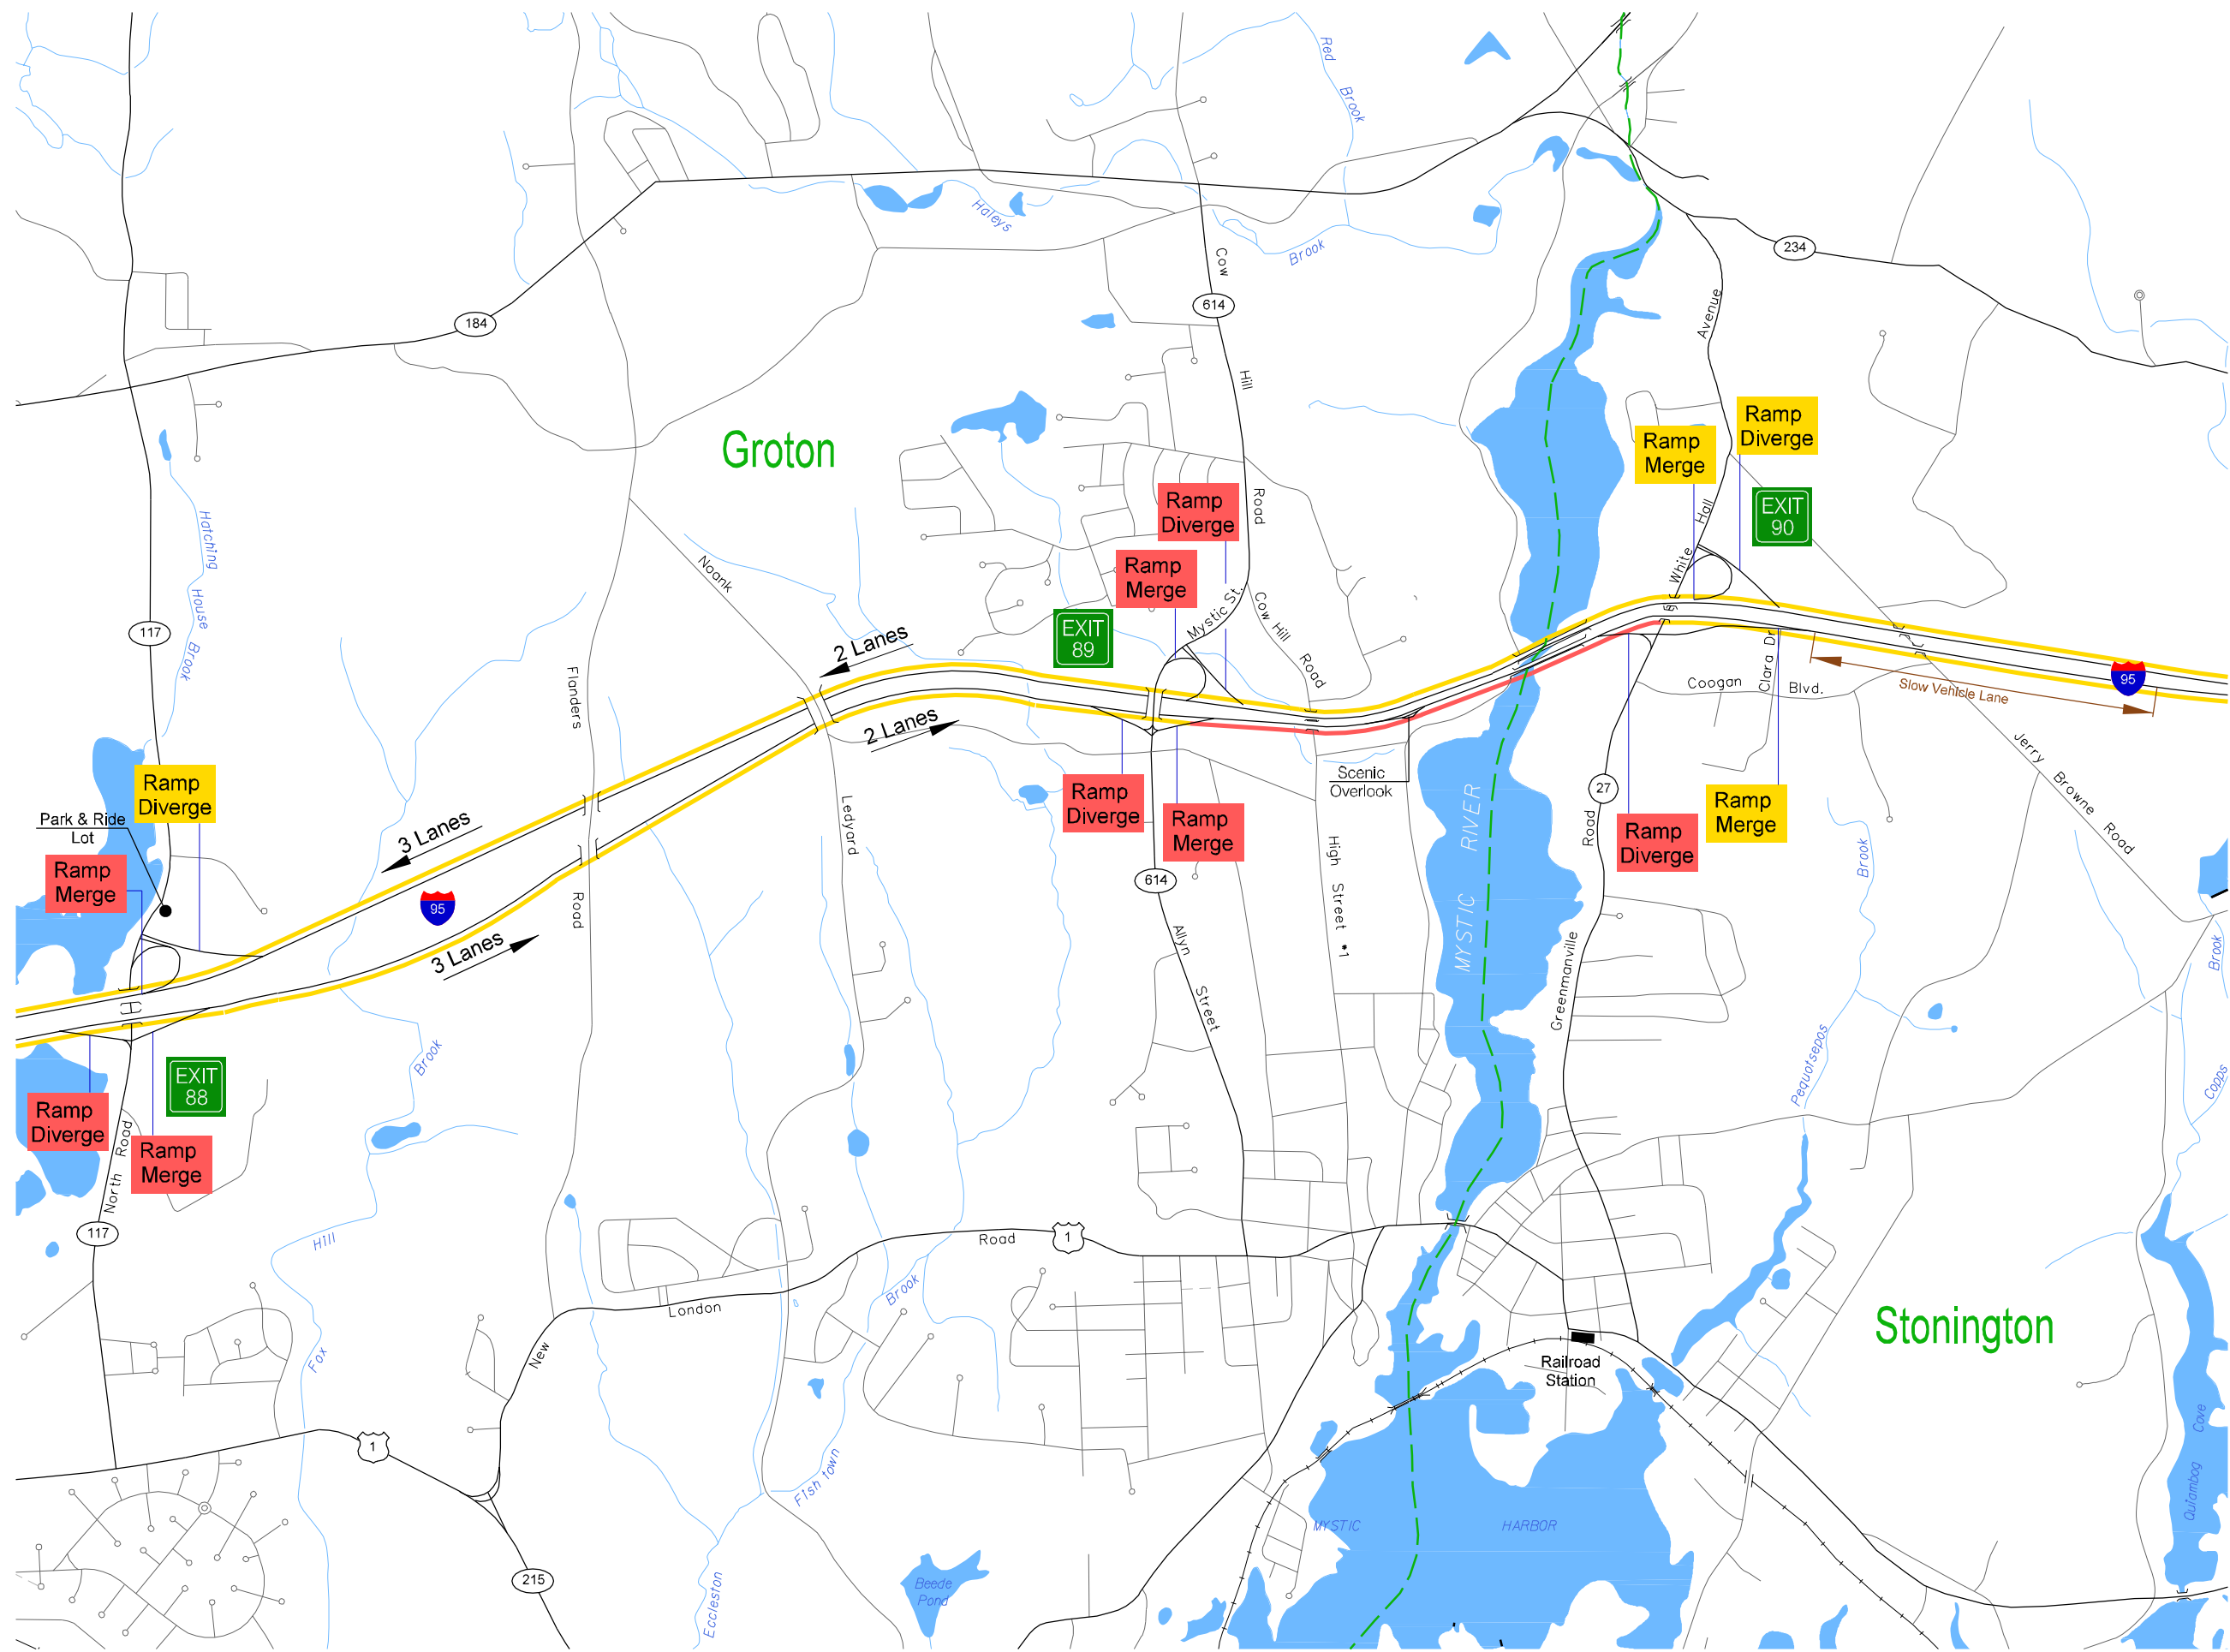 Red
Brook
Haleys
Brook
234
Cow
614
184
Avenue
Hill
Groton
Ramp
Diverge
Ramp
Merge
EXIT
90
Hall
White
Ramp
Diverge
Road
Ramp
Merge
Mystic St.
Cow Hill
Road
EXIT
89
Hatching
House
Brook
117
Noank
2 Lanes
2 Lanes
Flanders
Road
Coogan
Blvd.
Clara Dr
Slow Vehicle Lane
95
Jerry Browne
Road
Scenic
Overlook
27
Ramp
Diverge
Park & Ride
Lot
Ramp
Merge
3 Lanes
95
3 Lanes
Ledyard
Ramp
Diverge
Ramp
Merge
Ramp
Diverge
Ramp
Merge
614
High Street #1
MYSTIC RIVER
Road
Greenmanville
Allyn
Street
Brook
Pequotsepos
Brook
Copps
EXIT
88
Ramp
Diverge
Ramp
Merge
North Road
117
Brook
Hill
Fox
New
London
Road
1
Brook
Fish town
Eccleston
1
215
Beede
Pond
Railroad
Station
MYSTIC HARBOR
Stonington
Quiambog Cove